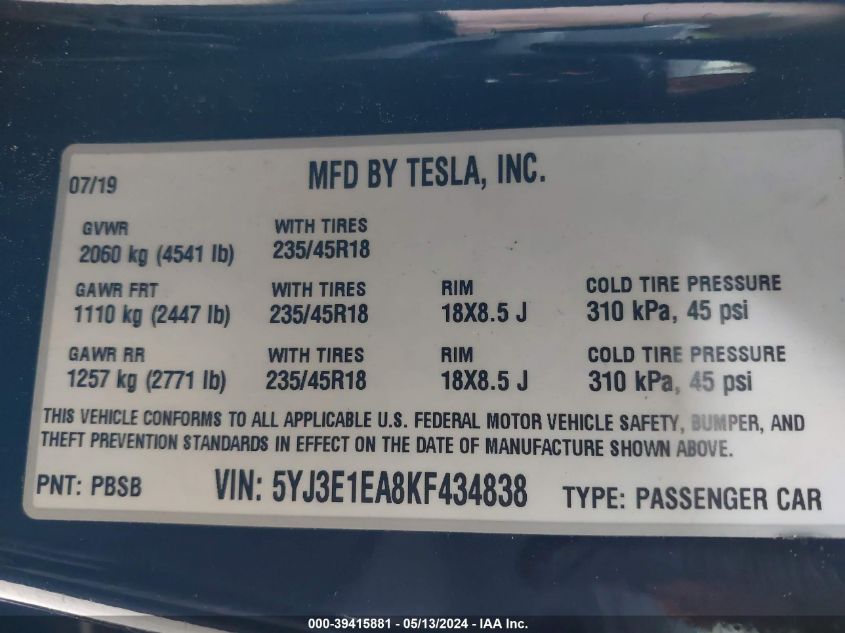 07/19
MFD BY TESLA, INC.
GVWR
2060 kg (4541 lb)
WITH TIRES
235/45R18
GAWR FRT
1110 kg (2447 lb)
WITH TIRES
235/45R18
RIM
18X8.5 J
COLD TIRE PRESSURE
310 kPa, 45 psi
GAWR RR
1257 kg (2771 lb)
WITH TIRES
235/45R18
RIM
18X8.5 J
COLD TIRE PRESSURE
310 kPa, 45 psi
THIS VEHICLE CONFORMS TO ALL APPLICABLE U.S. FEDERAL MOTOR VEHICLE SAFETY, BUMPER, AND
THEFT PREVENTION STANDARDS IN EFFECT ON THE DATE OF MANUFACTURE SHOWN ABOVE.
PNT: PBSB
VIN: 5YJ3E1EA8KF434838
TYPE: PASSENGER CAR
000-39415881 - 05/13/2024 - IAA Inc.